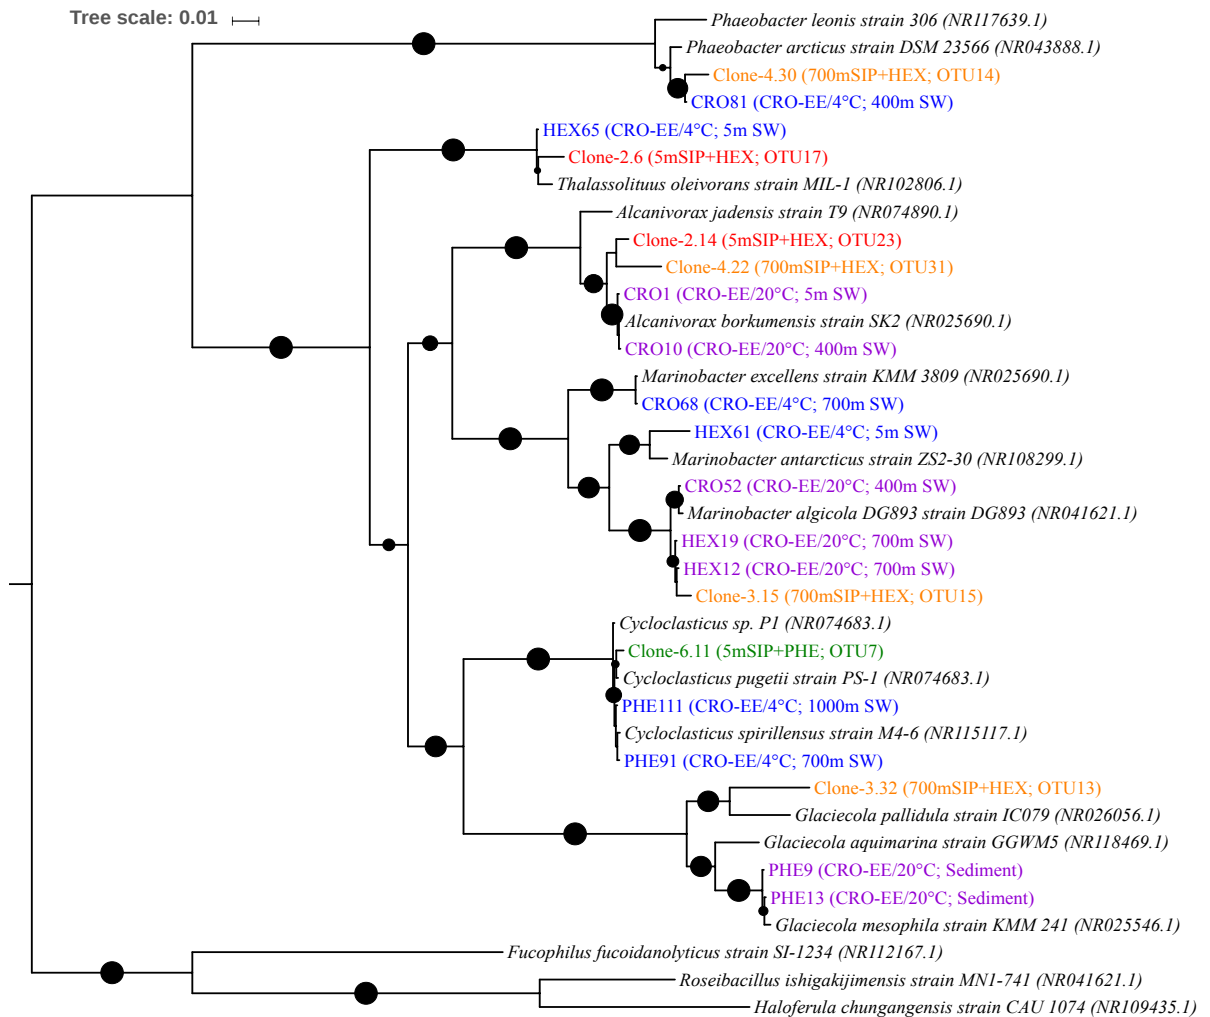 Tree scale: 0.01
Phaeobacter leonis strain 306 (NR117639.1)
Phaeobacter arcticus strain DSM 23566 (NR043888.1)
Clone-4.30 (700mSIP+HEX; OTU14)
CRO81 (CRO-EE/4°C; 400m SW)
HEX65 (CRO-EE/4°C; 5m SW)
Clone-2.6 (5mSIP+HEX; OTU17)
Thalassolituus oleivorans strain MIL-1 (NR102806.1)
Alcanivorax jadensis strain T9 (NR074890.1)
Clone-2.14 (5mSIP+HEX; OTU23)
Clone-4.22 (700mSIP+HEX; OTU31)
CRO1 (CRO-EE/20°C; 5m SW)
Alcanivorax borkumensis strain SK2 (NR025690.1)
CRO10 (CRO-EE/20°C; 400m SW)
Marinobacter excellens strain KMM 3809 (NR025690.1)
CRO68 (CRO-EE/4°C; 700m SW)
HEX61 (CRO-EE/4°C; 5m SW)
Marinobacter antarcticus strain ZS2-30 (NR108299.1)
CRO52 (CRO-EE/20°C; 400m SW)
Marinobacter algicola DG893 strain DG893 (NR041621.1)
HEX19 (CRO-EE/20°C; 700m SW)
HEX12 (CRO-EE/20°C; 700m SW)
Clone-3.15 (700mSIP+HEX; OTU15)
Cycloclasticus sp. P1 (NR074683.1)
Clone-6.11 (5mSIP+PHE; OTU7)
Cycloclasticus pugetii strain PS-1 (NR074683.1)
PHE111 (CRO-EE/4°C; 1000m SW)
Cycloclasticus spirillensus strain M4-6 (NR115117.1)
PHE91 (CRO-EE/4°C; 700m SW)
Clone-3.32 (700mSIP+HEX; OTU13)
Glaciecola pallidula strain IC079 (NR026056.1)
Glaciecola aquimarina strain GGWM5 (NR118469.1)
PHE9 (CRO-EE/20°C; Sediment)
PHE13 (CRO-EE/20°C; Sediment)
Glaciecola mesophila strain KMM 241 (NR025546.1)
Fucophilus fucoidanolyticus strain SI-1234 (NR112167.1)
Roseibacillus ishigakijimensis strain MN1-741 (NR041621.1)
Haloferula chungangensis strain CAU 1074 (NR109435.1)